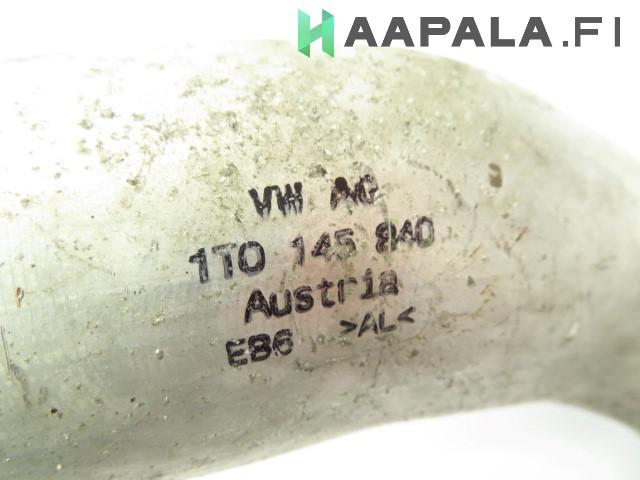 HAAPALA.FI
VW AG
1T0 145 840
Austria
E86 >AL<